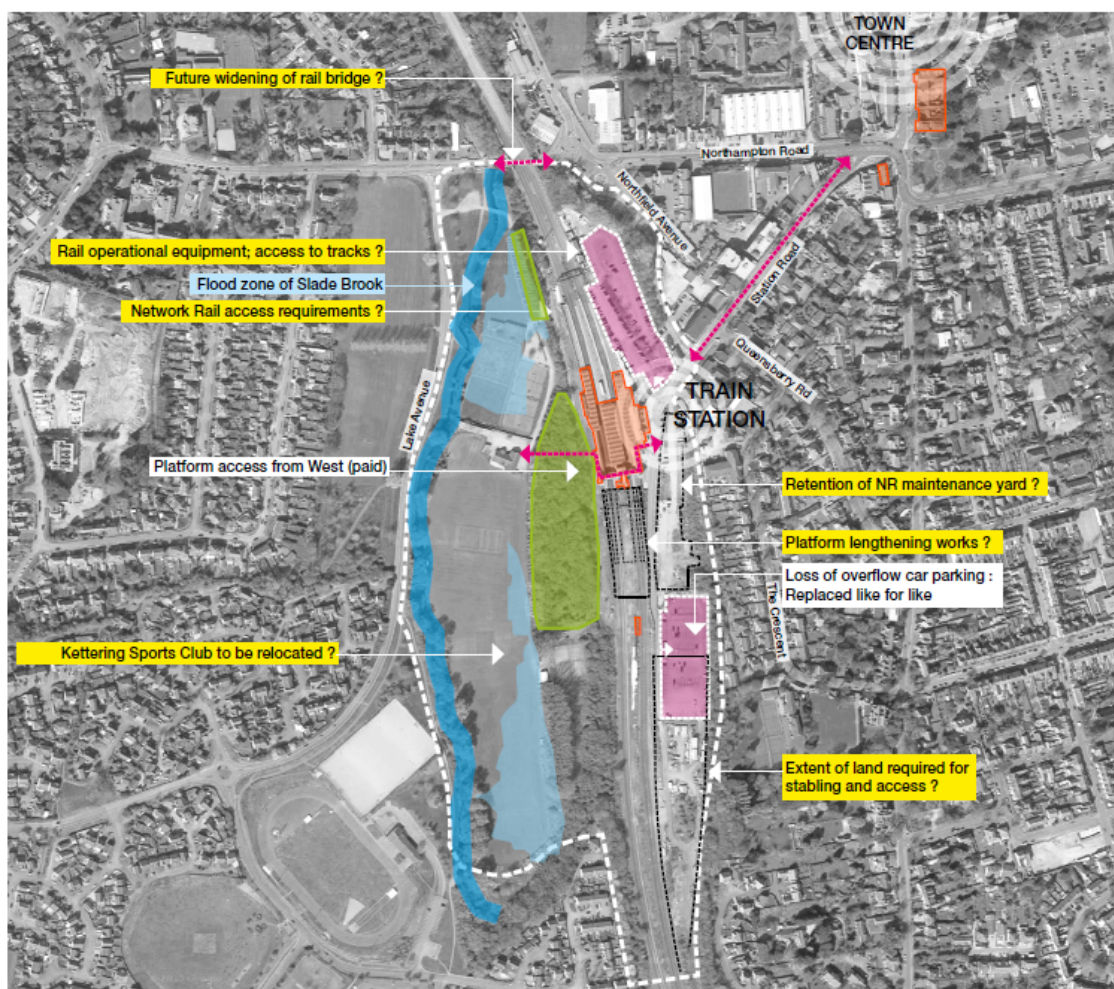 TOWN
CENTRE
Future widening of rail bridge ?
Northampton Road
Northfield Avenue
Rail operational equipment; access to tracks ?
Flood zone of Slade Brook
Network Rail access requirements ?
Station Road
Queensberry Rd
Lake Avenue
TRAIN
STATION
Platform access from West (paid)
Retention of NR maintenance yard ?
Platform lengthening works ?
Loss of overflow car parking :
Replaced like for like
The Crescent
Kettering Sports Club to be relocated ?
Extent of land required for
stabling and access ?